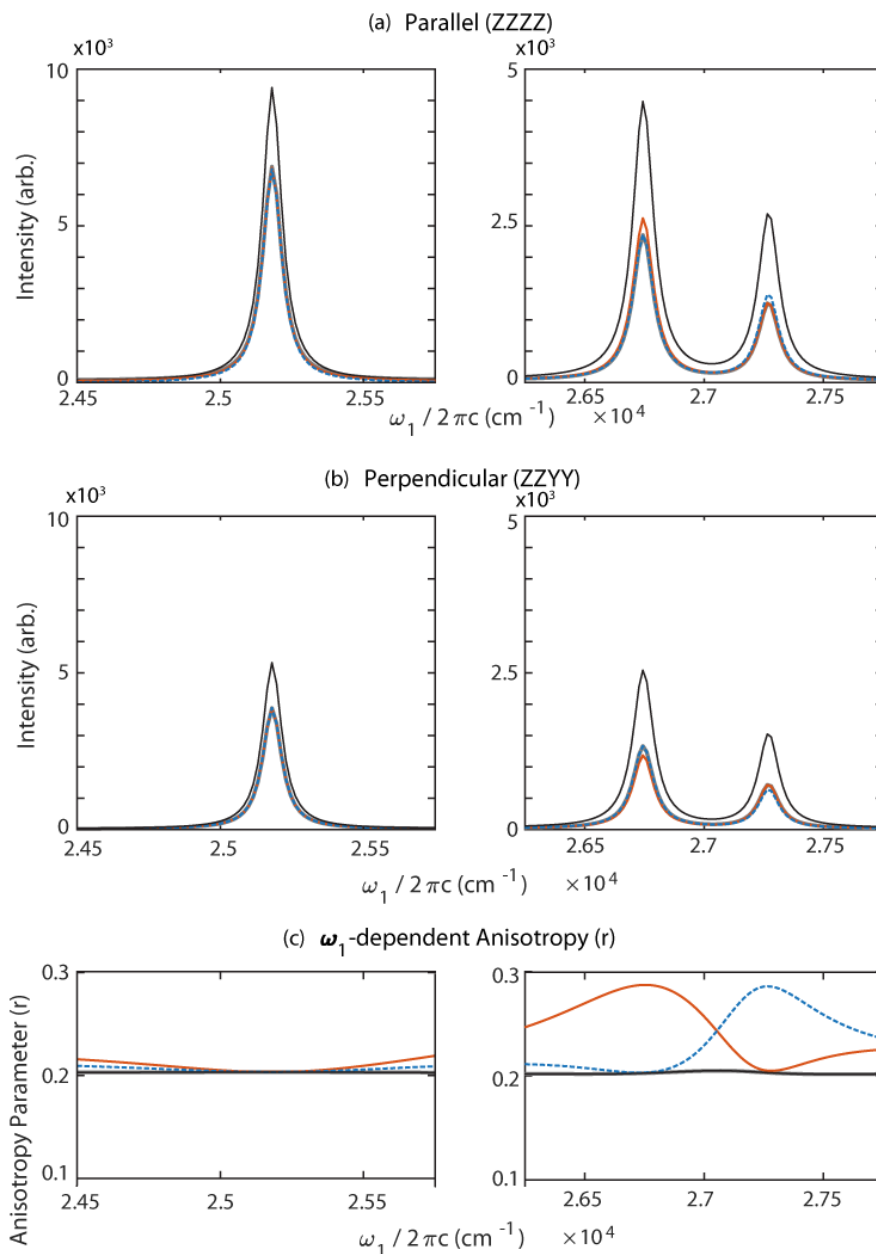 (a) Parallel (ZZZZ)
x10³ x10³
10 5
5 2.5
0 0
Intensity (arb.)
2.45 2.5 2.55 2.65 2.7 2.75
ω₁ / 2πc (cm⁻¹) ×10⁴
(b) Perpendicular (ZZYY)
x10³ x10³
10 5
5 2.5
0 0
Intensity (arb.)
2.45 2.5 2.55 2.65 2.7 2.75
ω₁ / 2πc (cm⁻¹) ×10⁴
(c) ω₁-dependent Anisotropy (r)
0.3 0.3
0.2 0.2
0.1 0.1
Anisotropy Parameter (r)
2.45 2.5 2.55 2.65 2.7 2.75
ω₁ / 2πc (cm⁻¹) ×10⁴